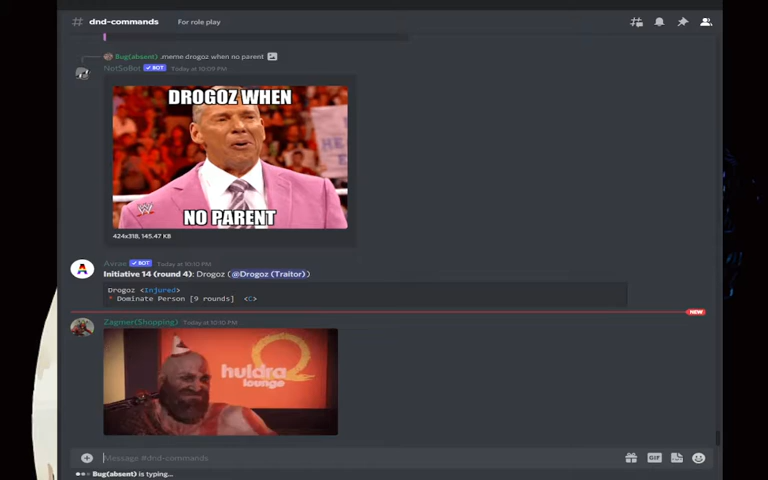 dnd-commands
For role play
Bug(absent) .meme drogoz when no parent
NotSoBot BOT Today at 10:09 PM
DROGOZ WHEN
W
NO PARENT
424x318, 145.47 KB
Avrae BOT Today at 10:10 PM
Initiative 14 (round 4): Drogoz (@Drogoz (Traitor))
Drogoz <Injured>
* Dominate Person [9 rounds] <C>
NEW
Zagmer(Shopping) Today at 10:10 PM
huldra
lounge
Message #dnd-commands
GIF
Bug(absent) is typing...